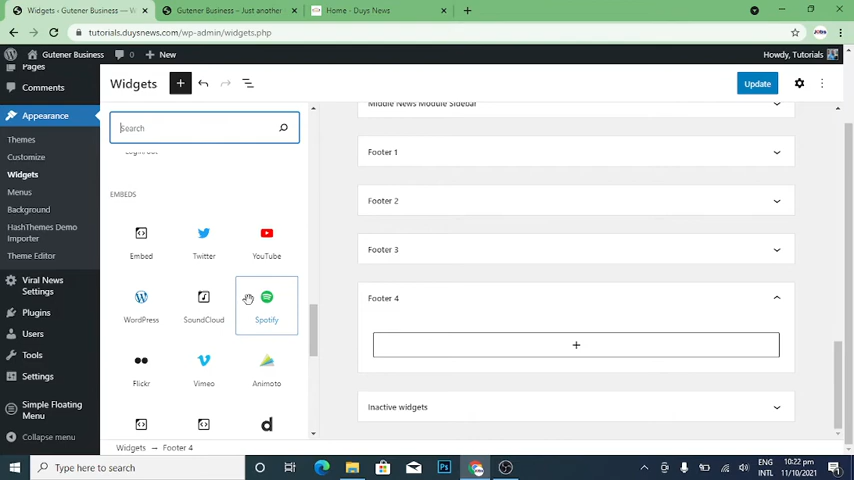 Widgets ‹ Gutener Business — W
Gutener Business – Just another
Home - Duys News
tutorials.duysnews.com/wp-admin/widgets.php
Gutener Business
0
New
Howdy, Tutorials
Pages
Comments
Appearance
Themes
Customize
Widgets
Menus
Background
HashThemes Demo
Importer
Theme Editor
Viral News
Settings
Plugins
Users
Tools
Settings
Simple Floating
Menu
Collapse menu
Widgets
Update
Search
Login/out
EMBEDS
Embed
Twitter
YouTube
WordPress
SoundCloud
Spotify
Flickr
Vimeo
Animoto
Middle News Module Sidebar
Footer 1
Footer 2
Footer 3
Footer 4
Inactive widgets
Widgets → Footer 4
Type here to search
ENG
INTL
10:22 pm
11/10/2021